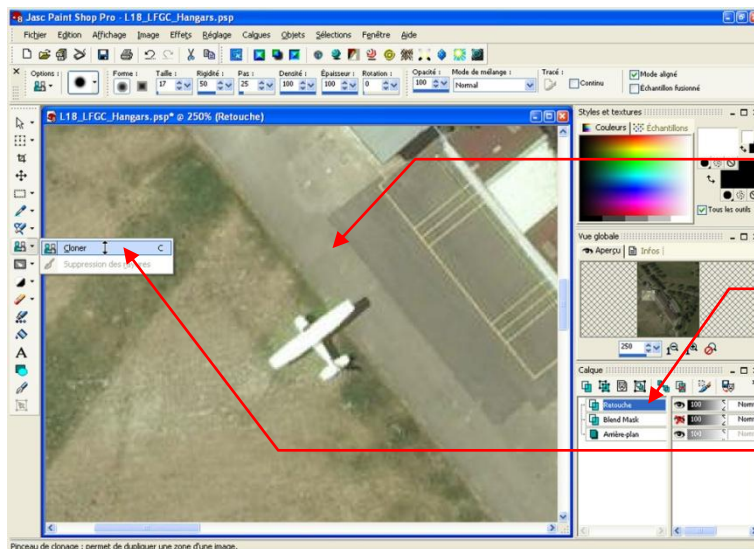 Jasc Paint Shop Pro - L18_LFGC_Hangars.psp
Fichier Edition Affichage Image Effets Réglage Calques Objets Sélections Fenêtre Aide
Options : Forme : Taille : Rigidité : Pas : Densité : Épaisseur : Rotation : Opacité : Mode de mélange : Tracé :
17 50 25 100 100 0 100 Normal Continu
Mode aligné
Échantillon fusionné
L18_LFGC_Hangars.psp* @ 250% (Retouche)
Styles et textures
Couleurs Échantillons
Tous les outils
Cloner C
Suppression des
Vue globale
Aperçu Infos
250
Calque
Retouche 100
Blend Mask 100
Arrière-plan 100
Pinceau de clonage : permet de dupliquer une zone d'une image.